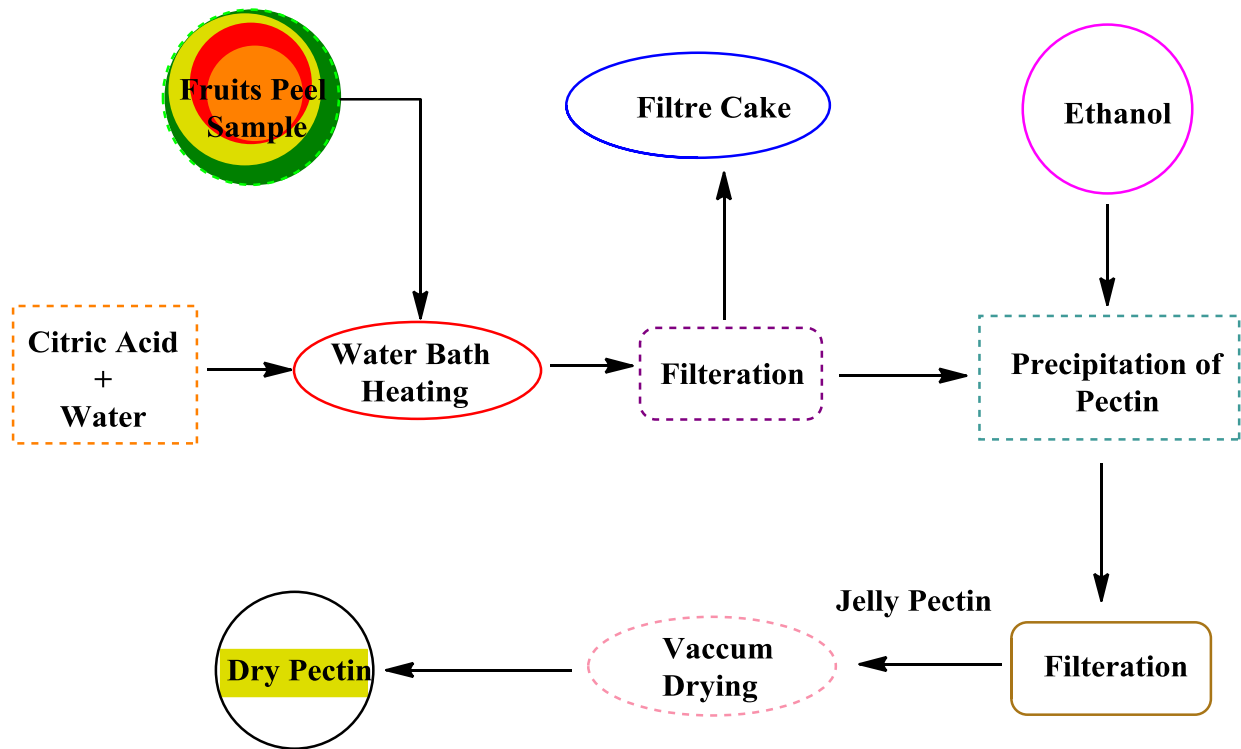 Fruits Peel
Sample
Filtre Cake
Ethanol
Citric Acid
+
Water
Water Bath
Heating
Filteration
Precipitation of
Pectin
Jelly Pectin
Dry Pectin
Vaccum
Drying
Filteration